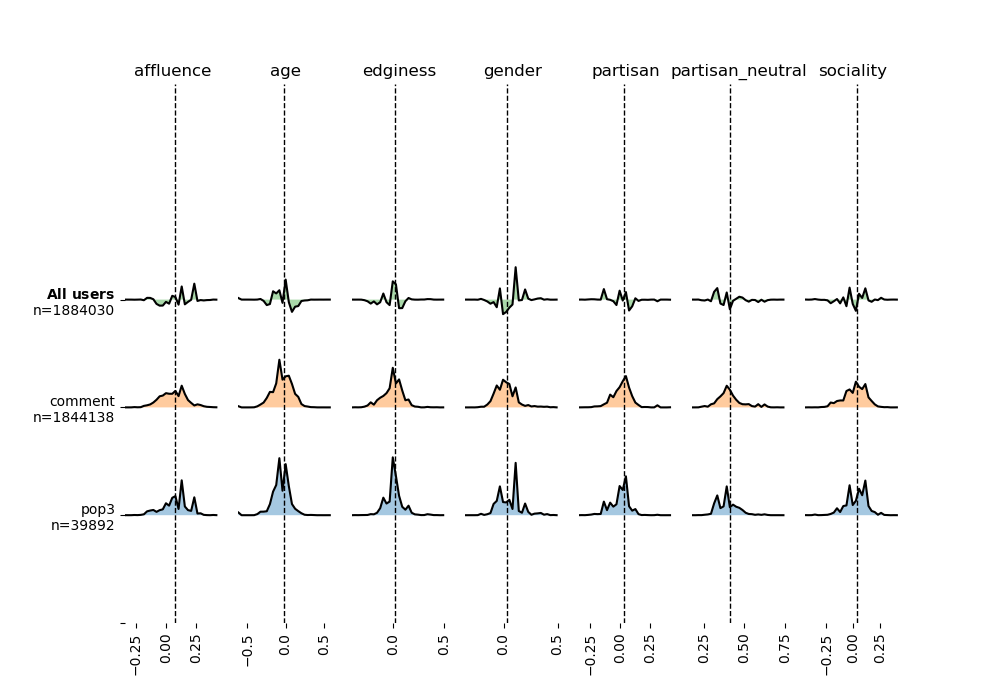 affluence age edginess gender partisan partisan_neutral sociality
All users
n=1884030
comment
n=1844138
pop3
n=39892
−0.25 0.00 0.25 −0.5 0.0 0.5 0.0 0.5 0.0 0.5 −0.25 0.00 0.25 0.25 0.50 0.75 −0.25 0.00 0.25